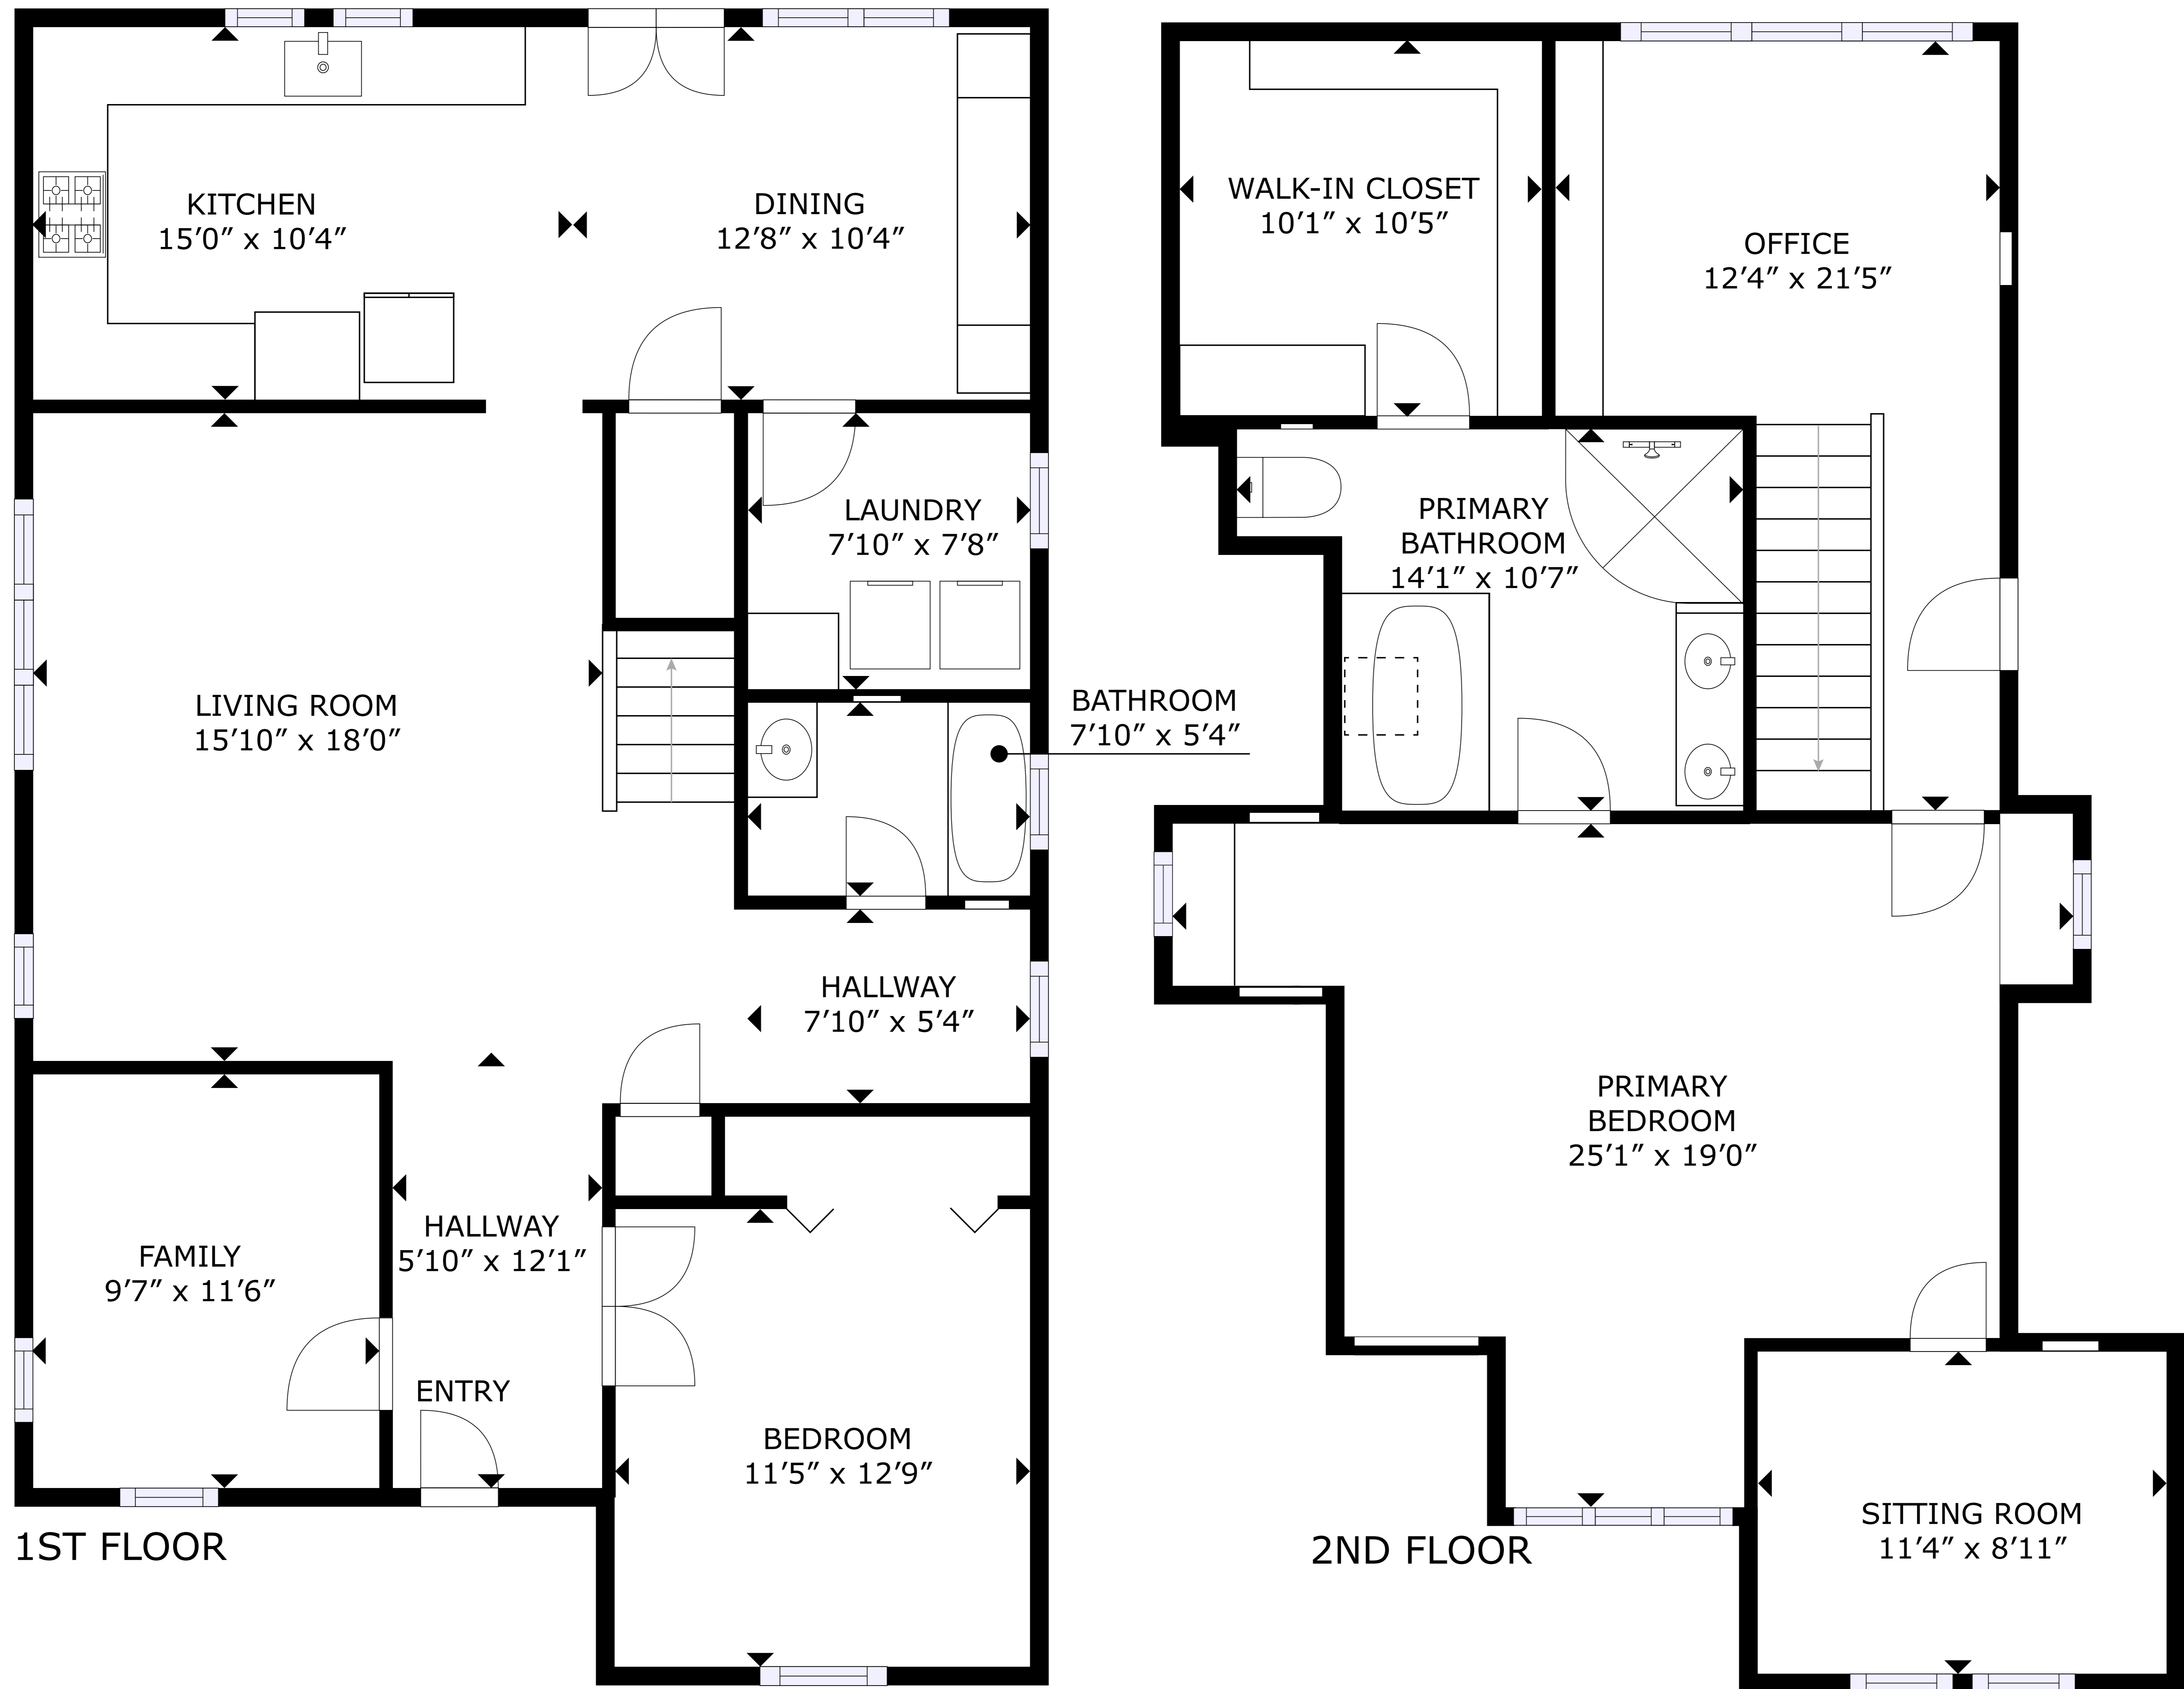 KITCHEN
15’0” x 10’4”
DINING
12’8” x 10’4”
LAUNDRY
7’10” x 7’8”
LIVING ROOM
15’10” x 18’0”
BATHROOM
7’10” x 5’4”
HALLWAY
7’10” x 5’4”
HALLWAY
5’10” x 12’1”
FAMILY
9’7” x 11’6”
ENTRY
BEDROOM
11’5” x 12’9”
1ST FLOOR
WALK-IN CLOSET
10’1” x 10’5”
OFFICE
12’4” x 21’5”
PRIMARY
BATHROOM
14’1” x 10’7”
PRIMARY
BEDROOM
25’1” x 19’0”
SITTING ROOM
11’4” x 8’11”
2ND FLOOR